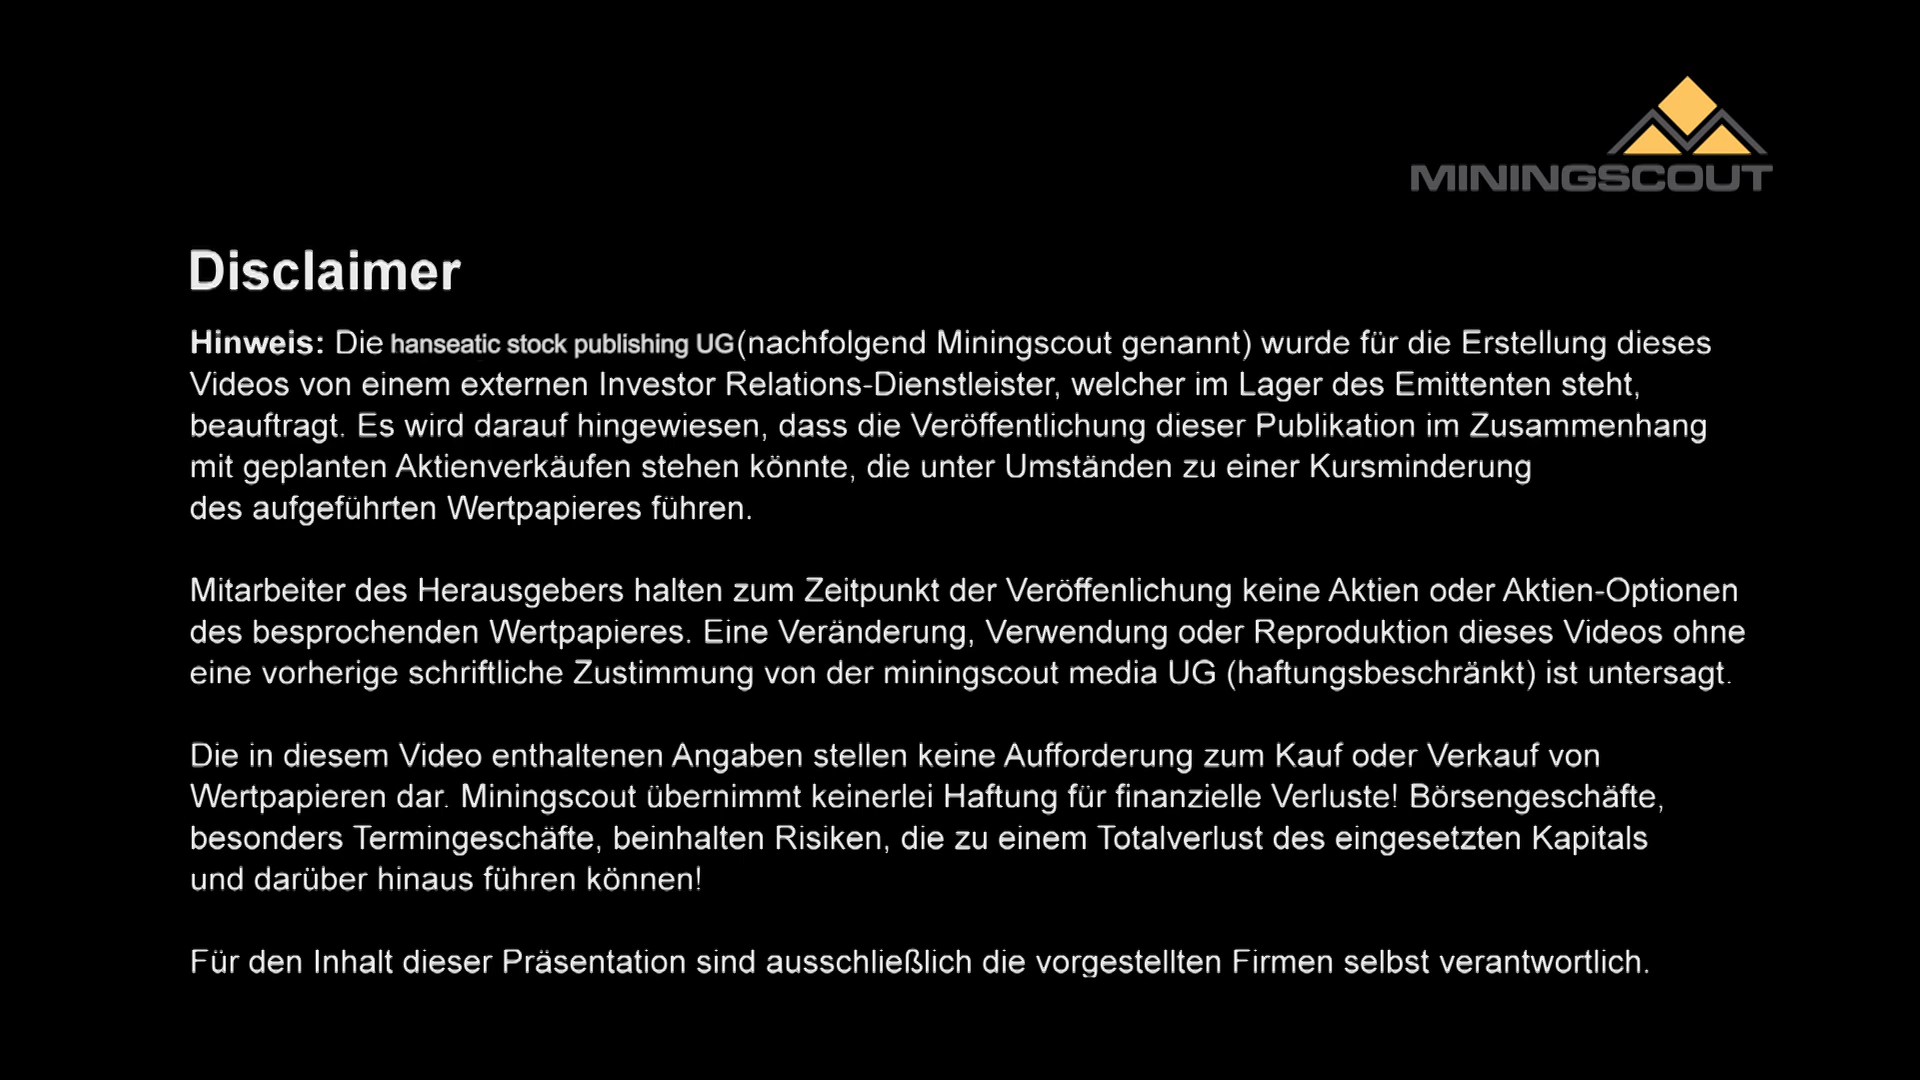 MININGSCOUT
Disclaimer
Hinweis: Die hanseatic stock publishing UG (nachfolgend Miningscout genannt) wurde für die Erstellung dieses
Videos von einem externen Investor Relations-Dienstleister, welcher im Lager des Emittenten steht,
beauftragt. Es wird darauf hingewiesen, dass die Veröffentlichung dieser Publikation im Zusammenhang
mit geplanten Aktienverkäufen stehen könnte, die unter Umständen zu einer Kursminderung
des aufgeführten Wertpapieres führen.
Mitarbeiter des Herausgebers halten zum Zeitpunkt der Veröffenlichung keine Aktien oder Aktien-Optionen
des besprochenden Wertpapieres. Eine Veränderung, Verwendung oder Reproduktion dieses Videos ohne
eine vorherige schriftliche Zustimmung von der miningscout media UG (haftungsbeschränkt) ist untersagt.
Die in diesem Video enthaltenen Angaben stellen keine Aufforderung zum Kauf oder Verkauf von
Wertpapieren dar. Miningscout übernimmt keinerlei Haftung für finanzielle Verluste! Börsengeschäfte,
besonders Termingeschäfte, beinhalten Risiken, die zu einem Totalverlust des eingesetzten Kapitals
und darüber hinaus führen können!
Für den Inhalt dieser Präsentation sind ausschließlich die vorgestellten Firmen selbst verantwortlich.